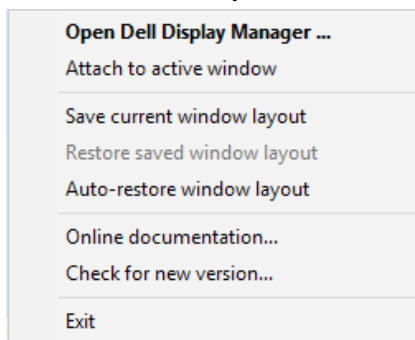 Open Dell Display Manager ...
Attach to active window
Save current window layout
Restore saved window layout
Auto-restore window layout
Online documentation...
Check for new version...
Exit